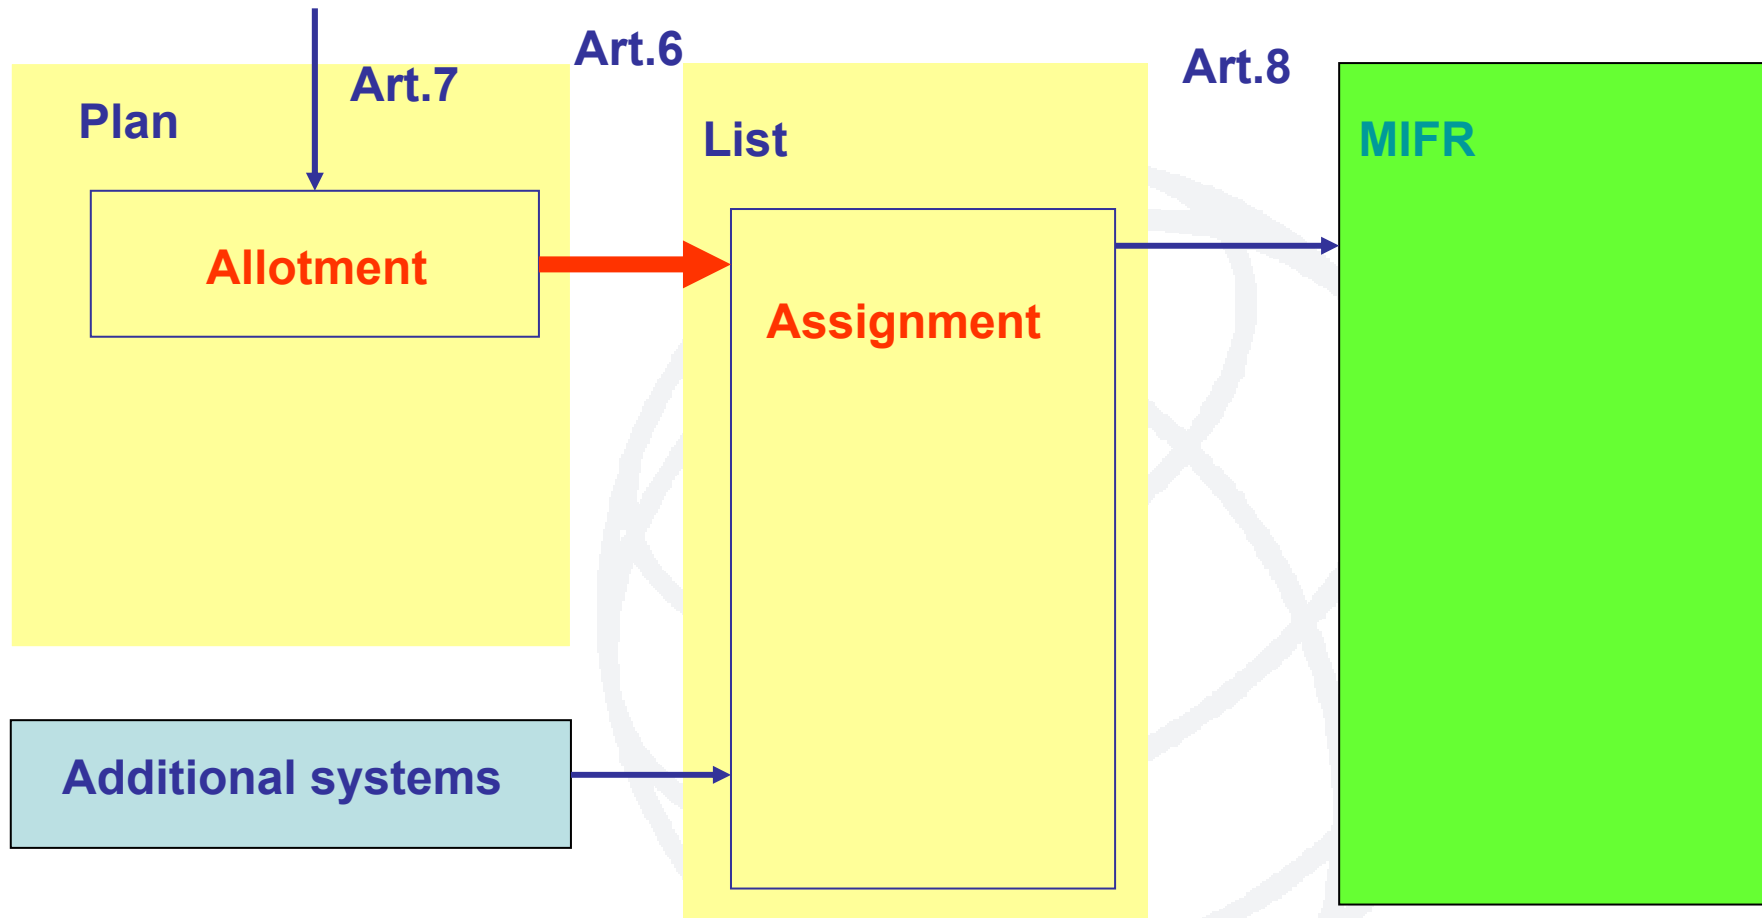 Art.6
Art.8
Art.7
Plan
List
MIFR
Allotment
Assignment
Additional systems